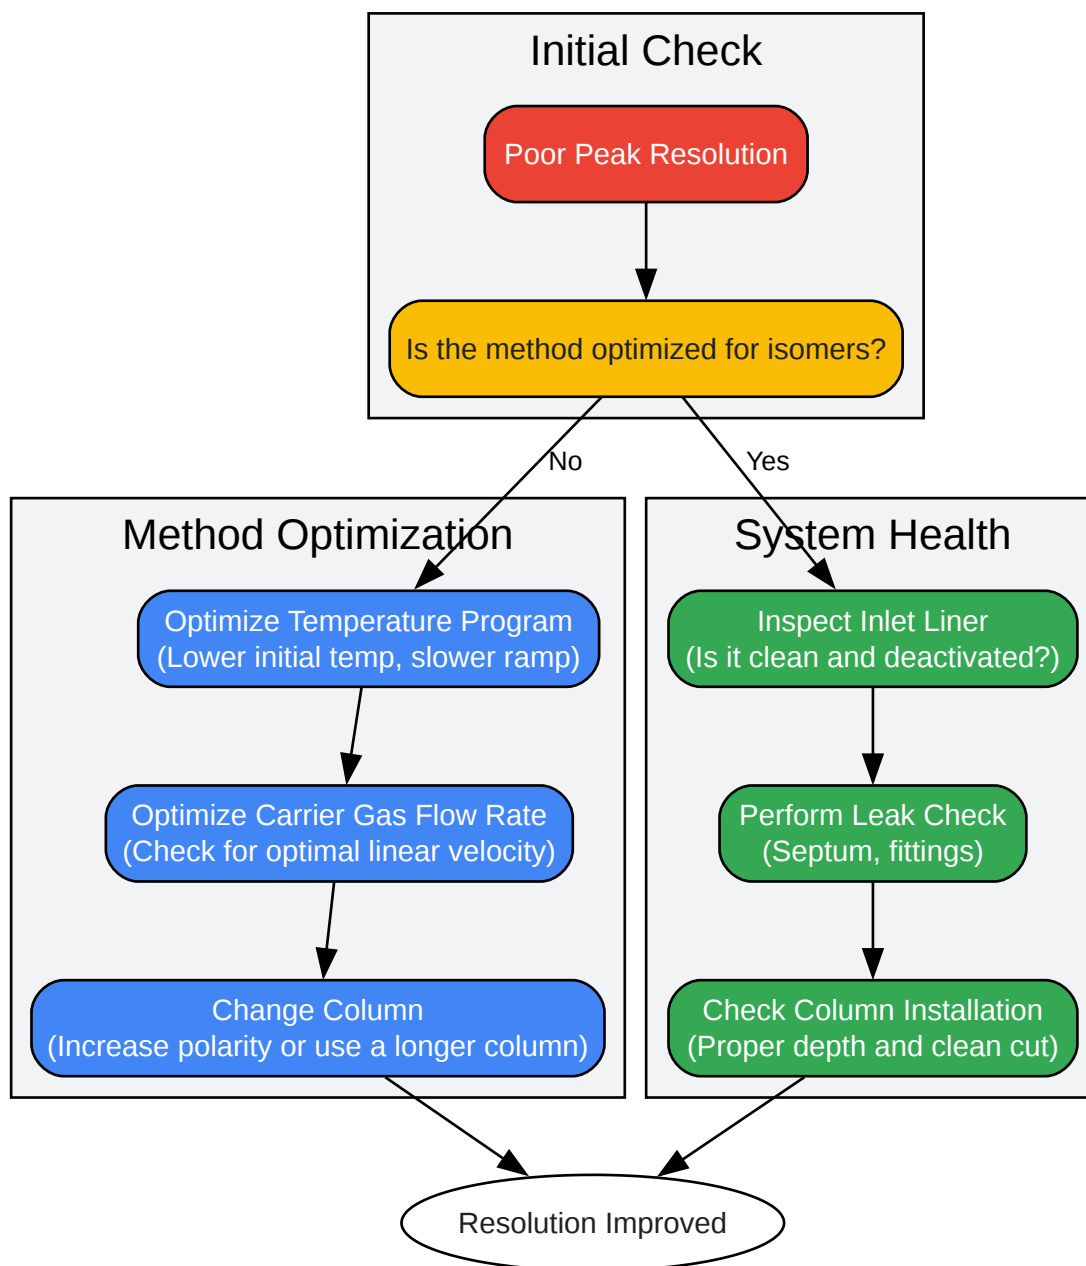 Initial Check
Poor Peak Resolution
Is the method optimized for isomers?
No
Yes
Method Optimization
Optimize Temperature Program
(Lower initial temp, slower ramp)
Optimize Carrier Gas Flow Rate
(Check for optimal linear velocity)
Change Column
(Increase polarity or use a longer column)
System Health
Inspect Inlet Liner
(Is it clean and deactivated?)
Perform Leak Check
(Septum, fittings)
Check Column Installation
(Proper depth and clean cut)
Resolution Improved